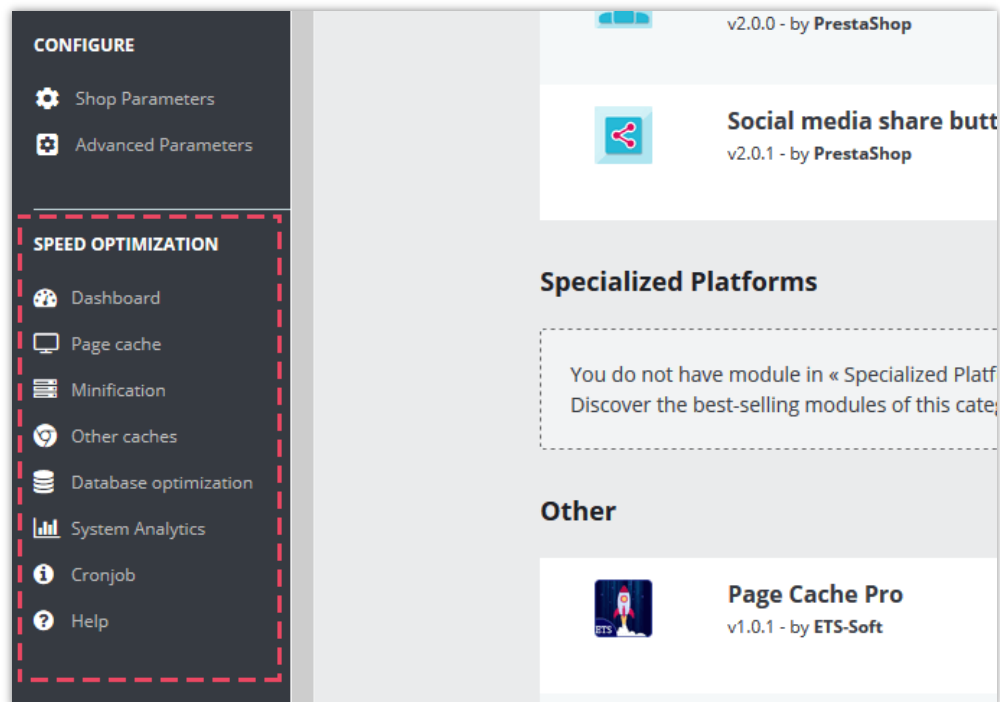 CONFIGURE
Shop Parameters
Advanced Parameters
SPEED OPTIMIZATION
Dashboard
Page cache
Minification
Other caches
Database optimization
System Analytics
Cronjob
Help
v2.0.0 - by PrestaShop
Social media share butt
v2.0.1 - by PrestaShop
Specialized Platforms
You do not have module in « Specialized Platf
Discover the best-selling modules of this cate
Other
ETS
Page Cache Pro
v1.0.1 - by ETS-Soft